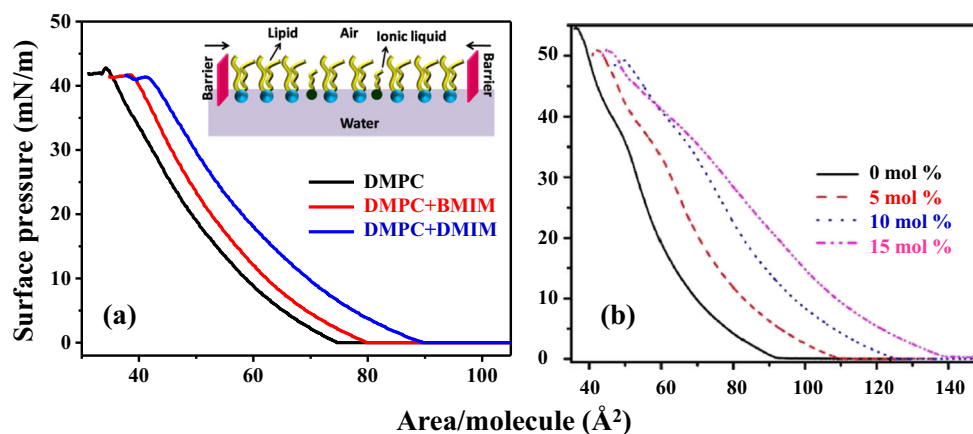 Surface pressure (mN/m)
50
40
30
20
10
0
Lipid
Air
Ionic liquid
Barrier
Barrier
Water
DMPC
DMPC+BMIM
DMPC+DMIM
(a)
40
60
80
100
50
40
30
20
10
0
0 mol %
5 mol %
10 mol %
15 mol %
(b)
40
60
80
100
120
140
Area/molecule (Å²)